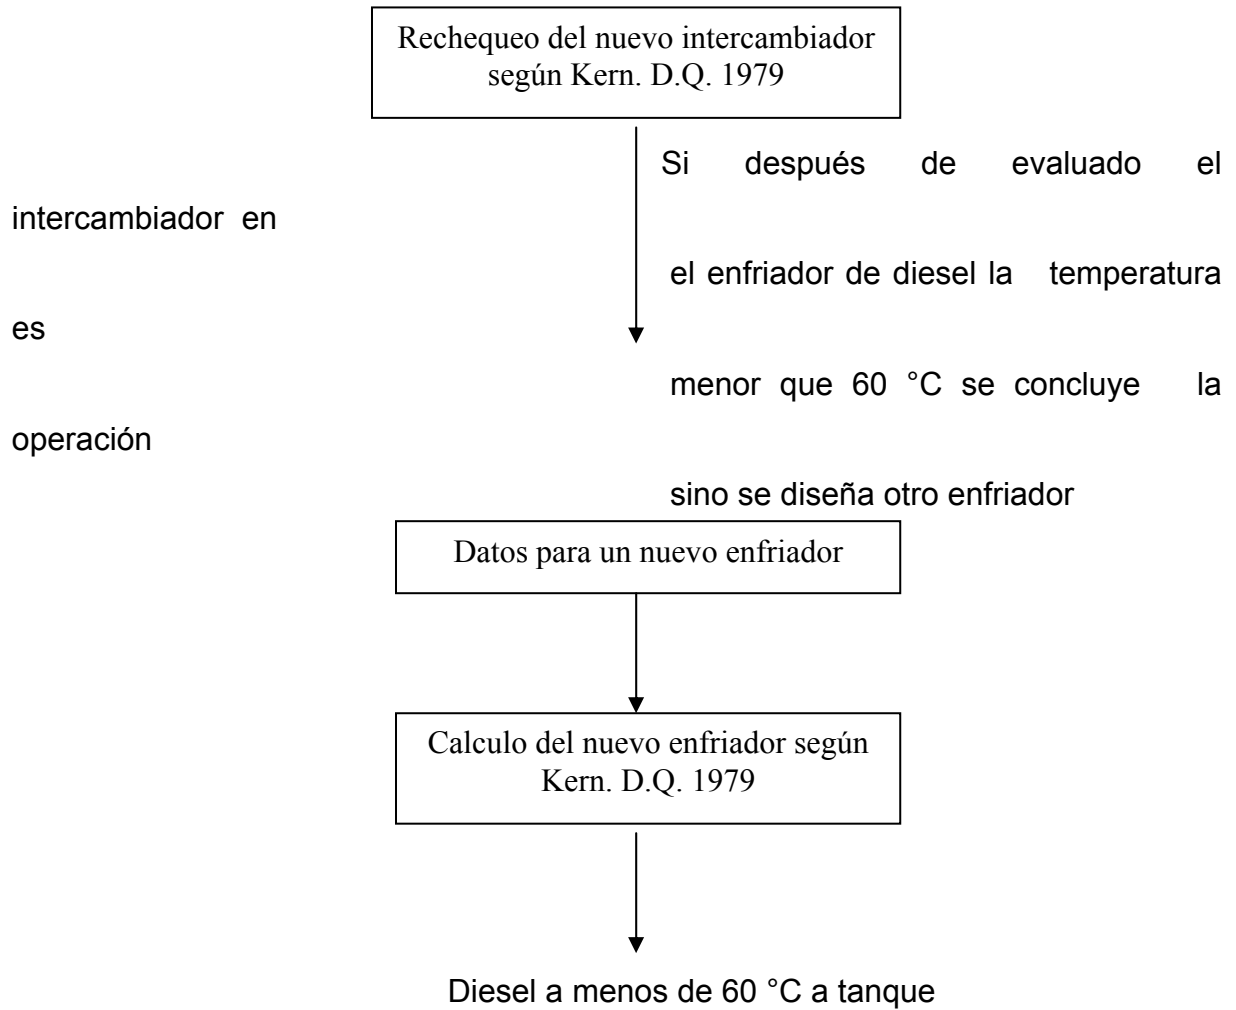 Rechequeo del nuevo intercambiador
según Kern. D.Q. 1979
Si después de evaluado el
intercambiador en
el enfriador de diesel la temperatura
es
menor que 60 °C se concluye la
operación
sino se diseña otro enfriador
Datos para un nuevo enfriador
Calculo del nuevo enfriador según
Kern. D.Q. 1979
Diesel a menos de 60 °C a tanque